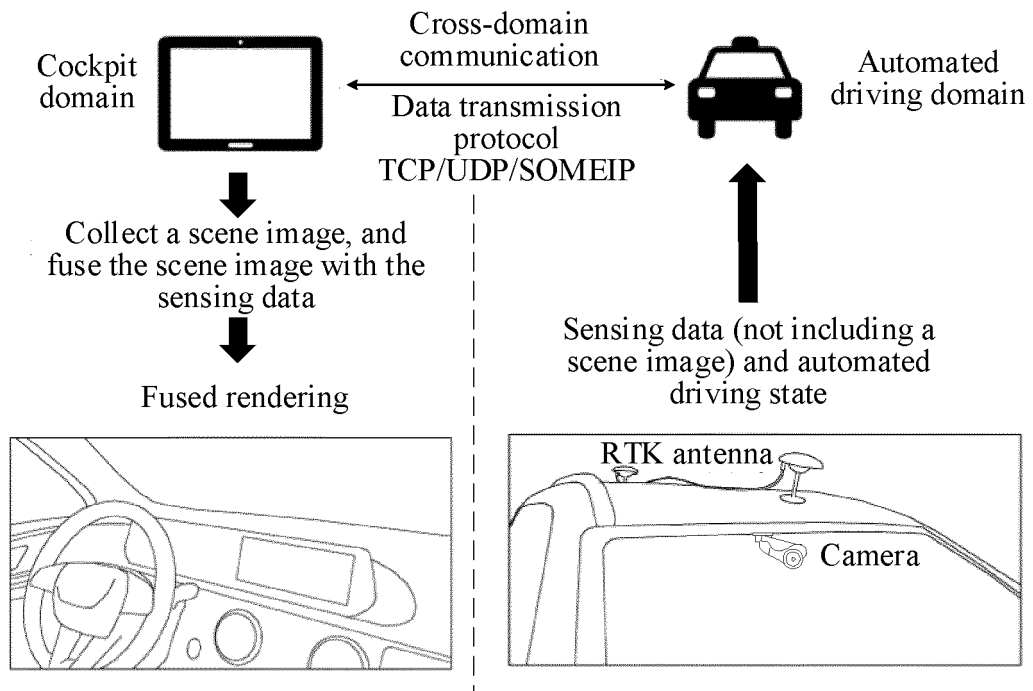 Cockpit
domain
Cross-domain
communication
Data transmission
protocol
TCP/UDP/SOMEIP
Automated
driving domain
Collect a scene image, and
fuse the scene image with the
sensing data
Fused rendering
Sensing data (not including a
scene image) and automated
driving state
RTK antenna
Camera